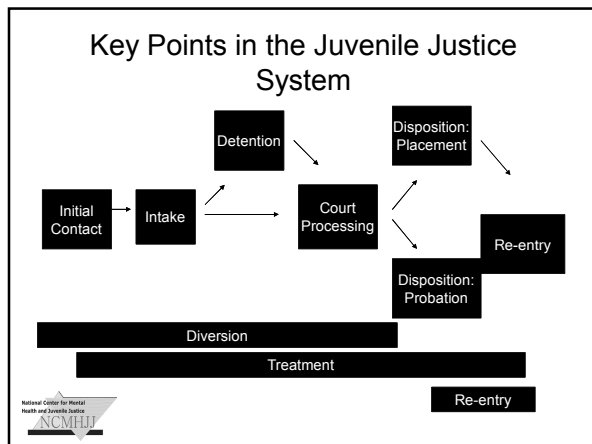 Key Points in the Juvenile Justice
System
Detention
Disposition:
Placement
Initial
Contact
Intake
Court
Processing
Re-entry
Disposition:
Probation
Diversion
Treatment
Re-entry
National Center for Mental
Health and Juvenile Justice
NCMHJJ